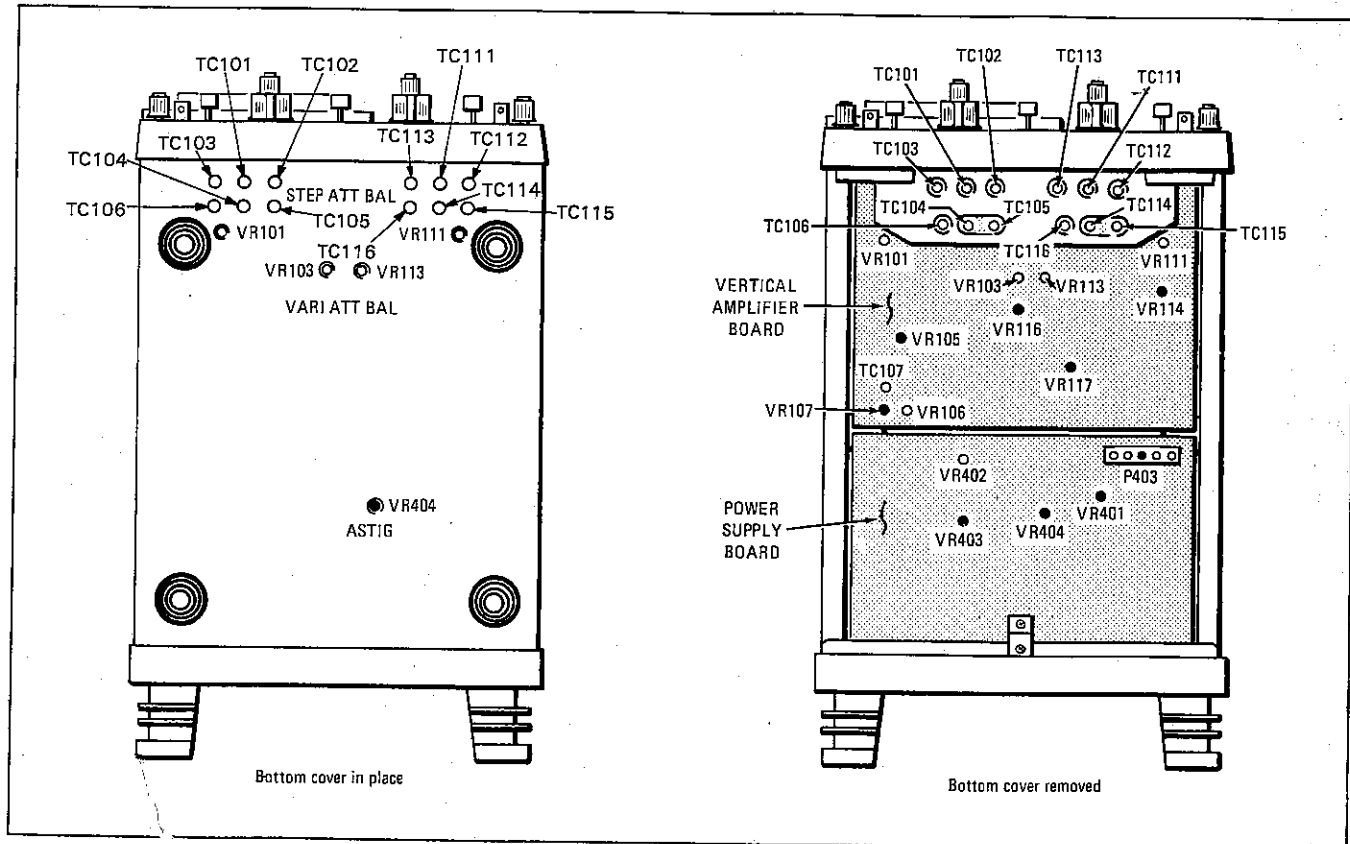 TC101
TC102
TC111
TC103
TC113
TC112
TC104
STEP ATT BAL
TC114
TC106
TC105
TC115
VR101
TC116
VR111
VR103
VR113
VARI ATT BAL
VR404
ASTIG
Bottom cover in place
TC102
TC113
TC101
TC111
TC103
TC112
TC104
TC105
TC114
TC106
TC116
TC115
VR101
VR111
VR103
VR113
VERTICAL
AMPLIFIER
BOARD
VR114
VR116
VR105
TC107
VR117
VR107
VR106
VR402
P403
VR401
POWER
SUPPLY
BOARD
VR403
VR404
Bottom cover removed